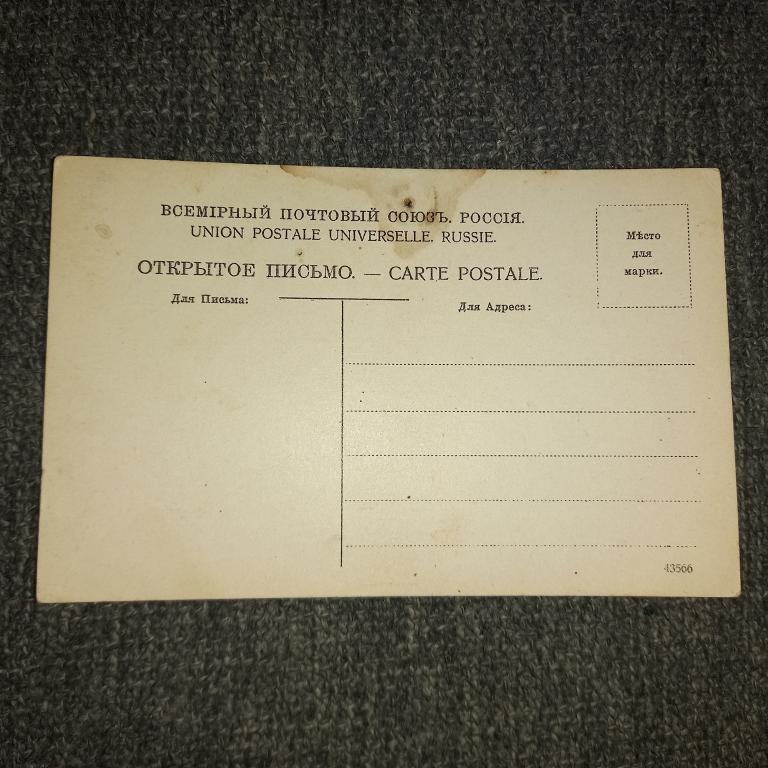 ВСЕМІРНЫЙ ПОЧТОВЫЙ СОЮЗЪ. РОССІЯ.
UNION POSTALE UNIVERSELLE. RUSSIE.
ОТКРЫТОЕ ПИСЬМО. — CARTE POSTALE.
Мѣсто
для
марки.
Для Письма:
Для Адреса:
43566